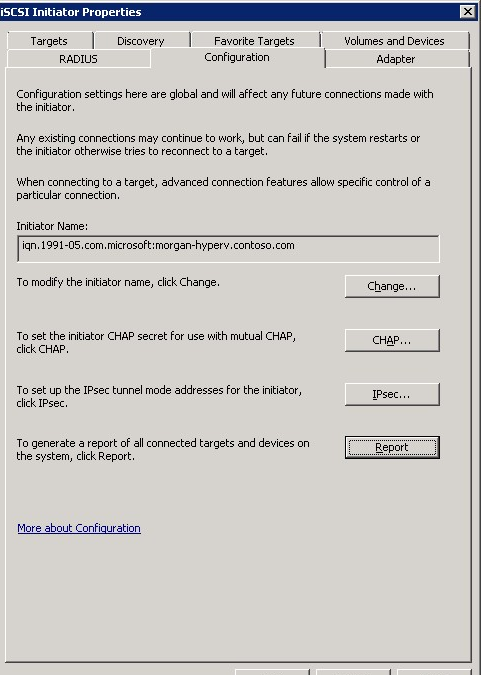 iSCSI Initiator Properties
Targets
Discovery
Favorite Targets
Volumes and Devices
RADIUS
Configuration
Adapter
Configuration settings here are global and will affect any future connections made with
the initiator.
Any existing connections may continue to work, but can fail if the system restarts or
the initiator otherwise tries to reconnect to a target.
When connecting to a target, advanced connection features allow specific control of a
particular connection.
Initiator Name:
iqn.1991-05.com.microsoft:morgan-hyperv.contoso.com
To modify the initiator name, click Change.
Change...
To set the initiator CHAP secret for use with mutual CHAP,
click CHAP.
CHAP...
To set up the IPsec tunnel mode addresses for the initiator,
click IPsec.
IPsec...
To generate a report of all connected targets and devices on
the system, click Report.
Report
More about Configuration